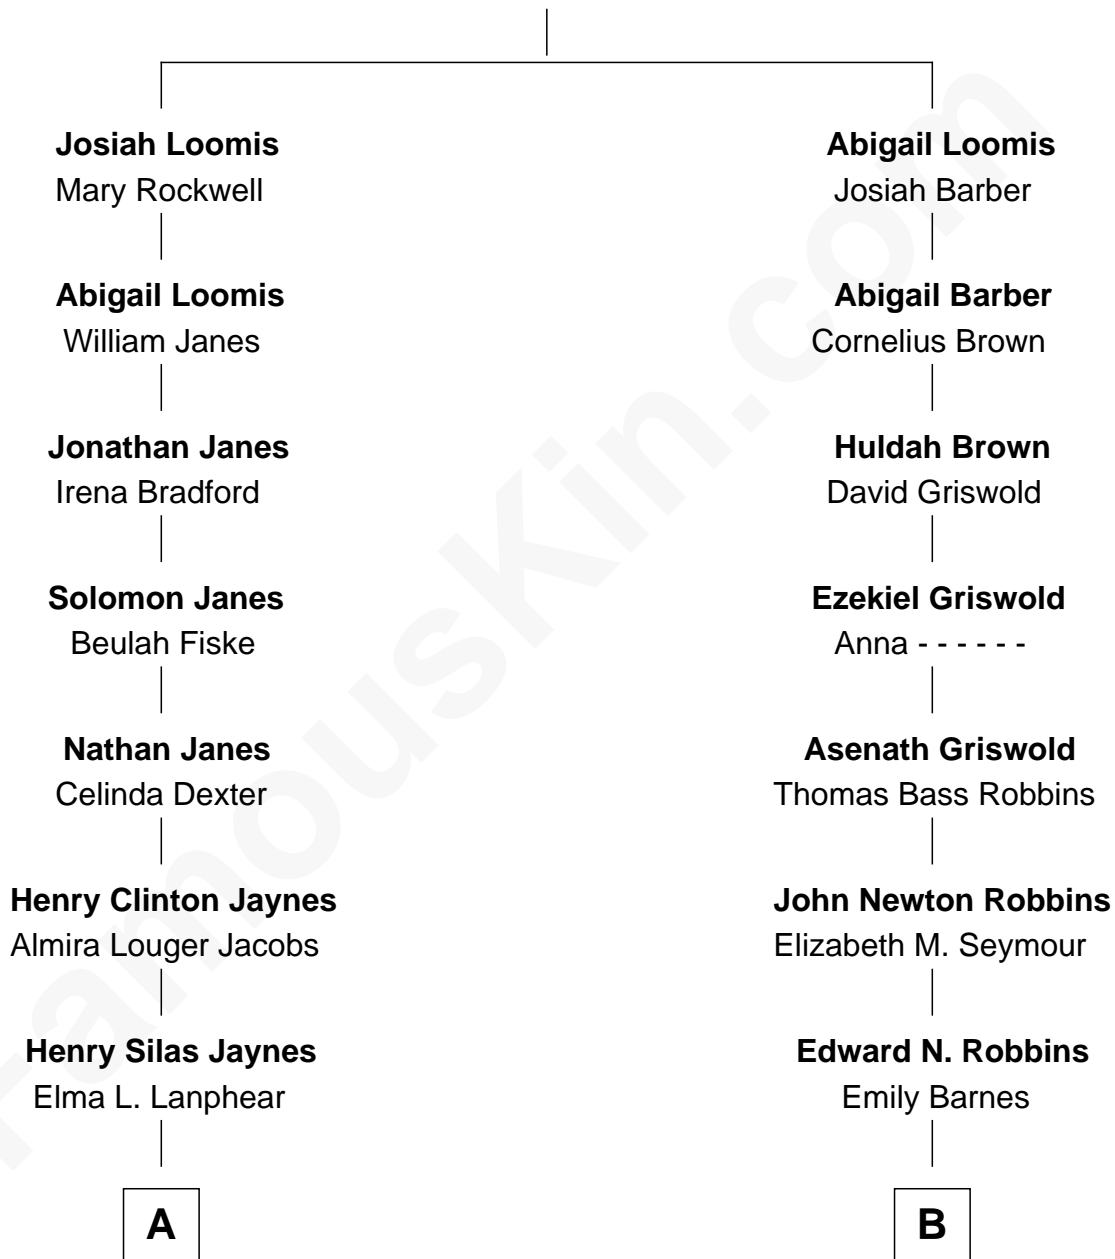 Josiah Loomis
Mary Rockwell
Abigail Loomis
William Janes
Jonathan Janes
Irena Bradford
Solomon Janes
Beulah Fiske
Nathan Janes
Celinda Dexter
Henry Clinton Jaynes
Almira Louger Jacobs
Henry Silas Jaynes
Elma L. Lanphear
A
Abigail Loomis
Josiah Barber
Abigail Barber
Cornelius Brown
Huldah Brown
David Griswold
Ezekiel Griswold
Anna - - - - - -
Asenath Griswold
Thomas Bass Robbins
John Newton Robbins
Elizabeth M. Seymour
Edward N. Robbins
Emily Barnes
B
FamousKin.com